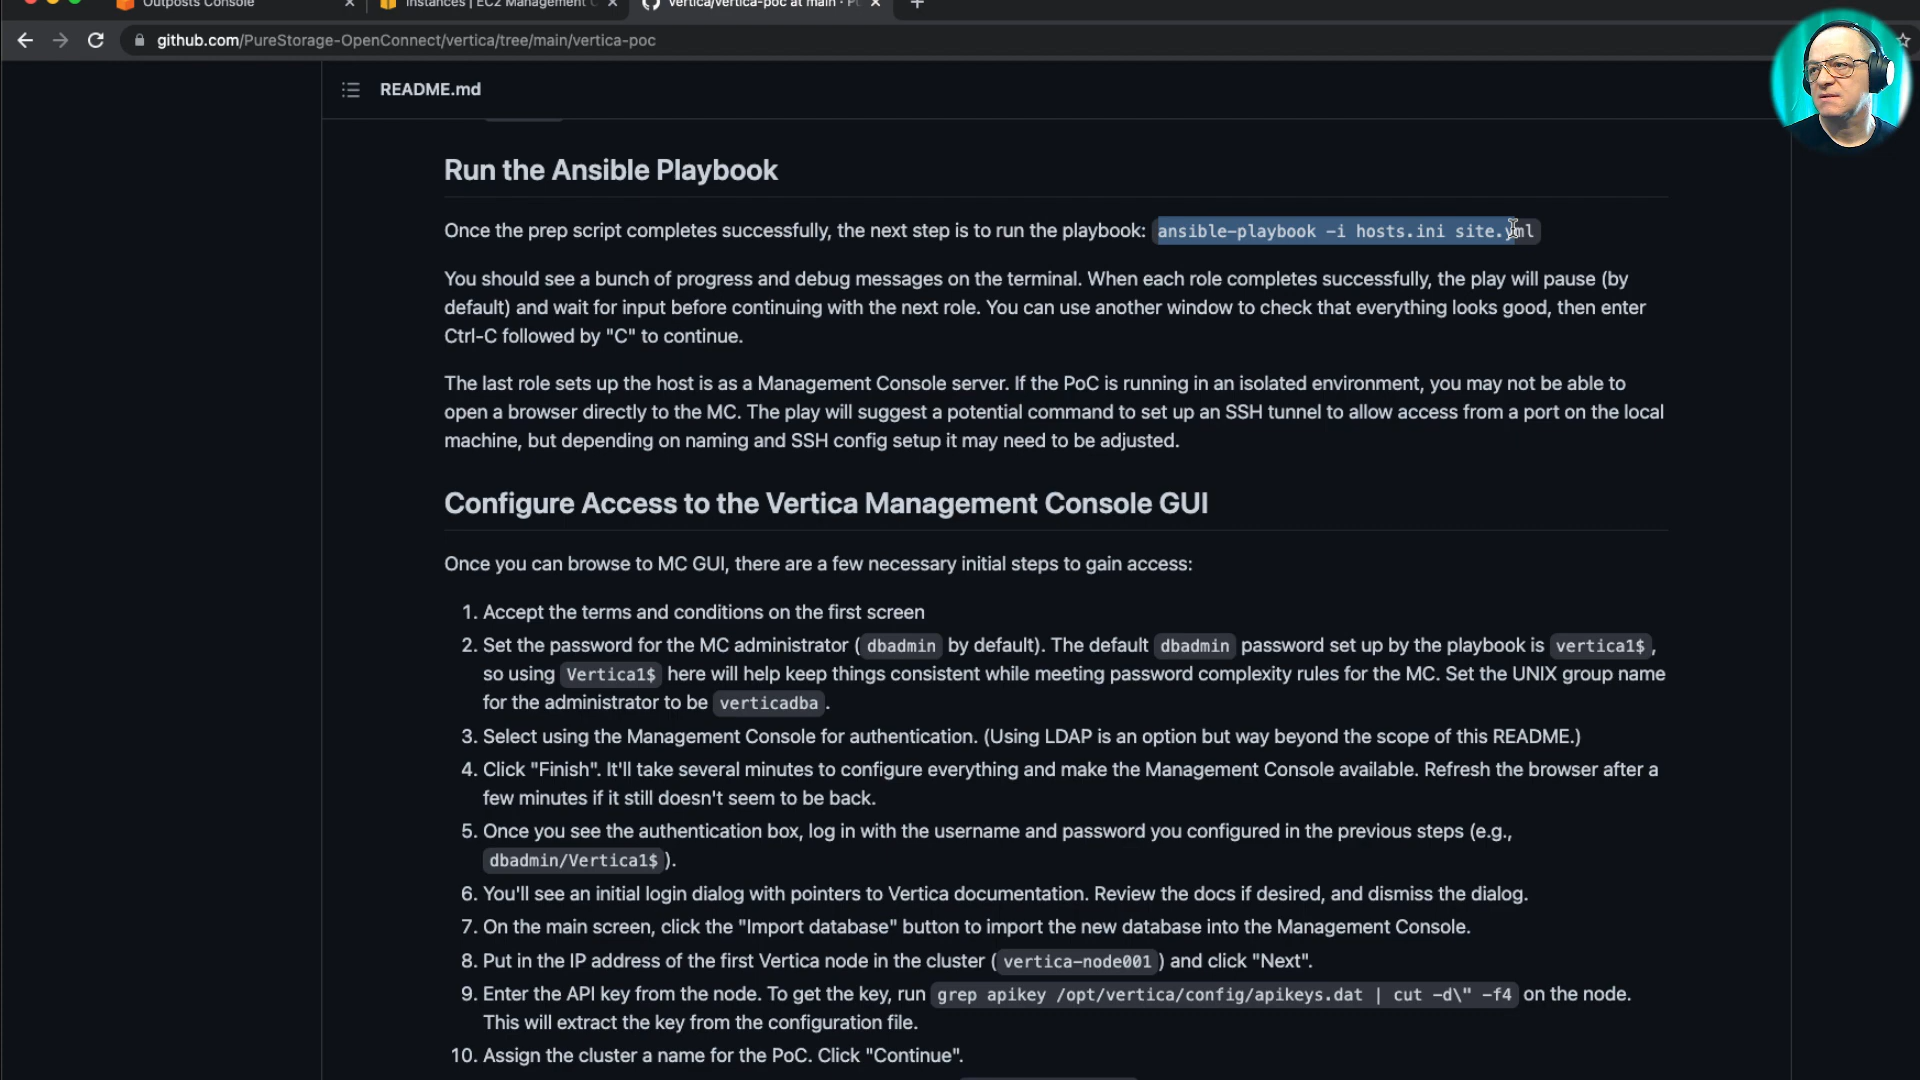 Outposts Console
Instances | EC2 Management C
vertica/vertica-poc at main · Pu
github.com/PureStorage-OpenConnect/vertica/tree/main/vertica-poc
README.md
Run the Ansible Playbook
Once the prep script completes successfully, the next step is to run the playbook: ansible-playbook -i hosts.ini site.yml
You should see a bunch of progress and debug messages on the terminal. When each role completes successfully, the play will pause (by
default) and wait for input before continuing with the next role. You can use another window to check that everything looks good, then enter
Ctrl-C followed by "C" to continue.
The last role sets up the host is as a Management Console server. If the PoC is running in an isolated environment, you may not be able to
open a browser directly to the MC. The play will suggest a potential command to set up an SSH tunnel to allow access from a port on the local
machine, but depending on naming and SSH config setup it may need to be adjusted.
Configure Access to the Vertica Management Console GUI
Once you can browse to MC GUI, there are a few necessary initial steps to gain access:
1. Accept the terms and conditions on the first screen
2. Set the password for the MC administrator ( dbadmin by default). The default dbadmin password set up by the playbook is vertica1$ ,
so using Vertica1$ here will help keep things consistent while meeting password complexity rules for the MC. Set the UNIX group name
for the administrator to be verticadba .
3. Select using the Management Console for authentication. (Using LDAP is an option but way beyond the scope of this README.)
4. Click "Finish". It'll take several minutes to configure everything and make the Management Console available. Refresh the browser after a
few minutes if it still doesn't seem to be back.
5. Once you see the authentication box, log in with the username and password you configured in the previous steps (e.g.,
dbadmin/Vertica1$ ).
6. You'll see an initial login dialog with pointers to Vertica documentation. Review the docs if desired, and dismiss the dialog.
7. On the main screen, click the "Import database" button to import the new database into the Management Console.
8. Put in the IP address of the first Vertica node in the cluster ( vertica-node001 ) and click "Next".
9. Enter the API key from the node. To get the key, run grep apikey /opt/vertica/config/apikeys.dat | cut -d\" -f4 on the node.
This will extract the key from the configuration file.
10. Assign the cluster a name for the PoC. Click "Continue".